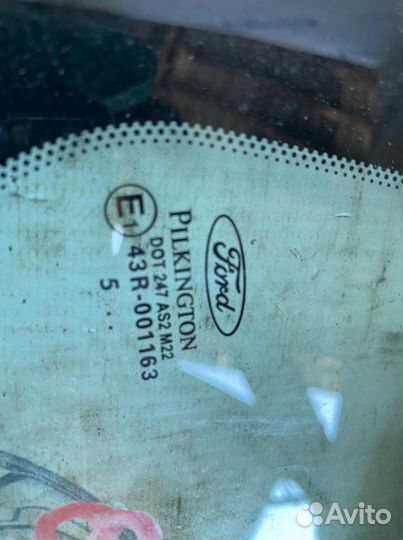 Ford
PILKINGTON
DOT 247 AS2 M22
E1 43R-001163
5 . . .
Avito